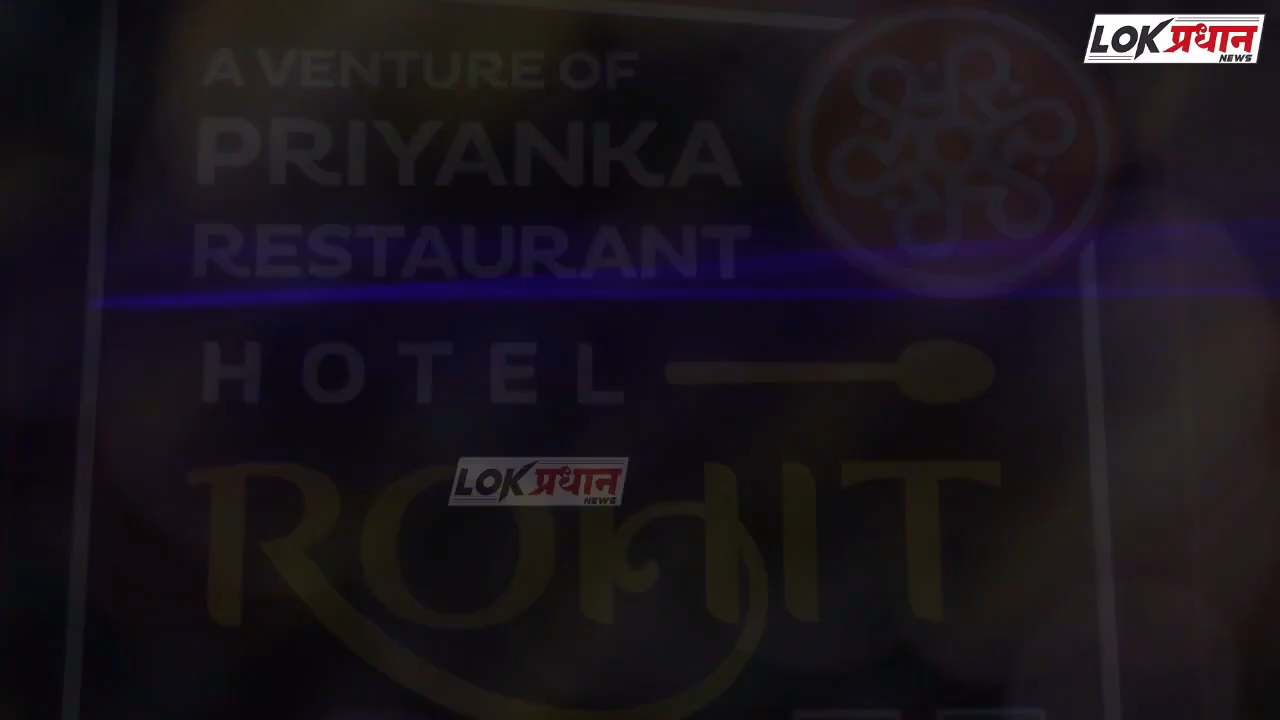 LOK प्रधान
NEWS
A VENTURE OF
PRIYANKA
RESTAURANT
HOTEL
ROHIT
LOK प्रधान
NEWS